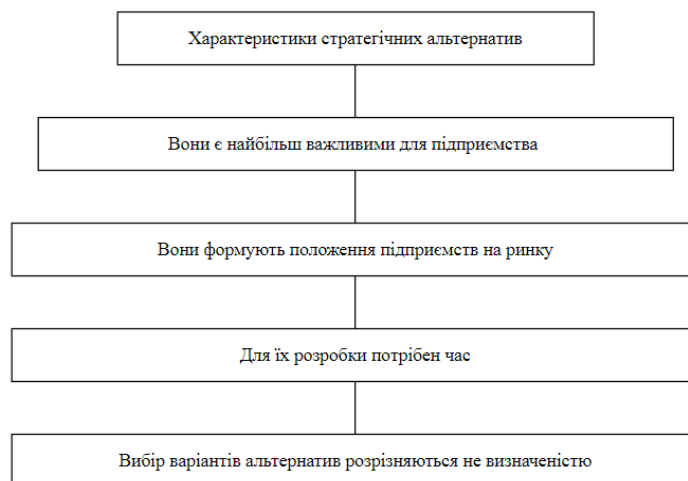 Характеристики стратегічних альтернатив
Вони є найбільш важливими для підприємства
Вони формують положення підприємств на ринку
Для їх розробки потрібен час
Вибір варіантів альтернатив розрізняються не визначеністю